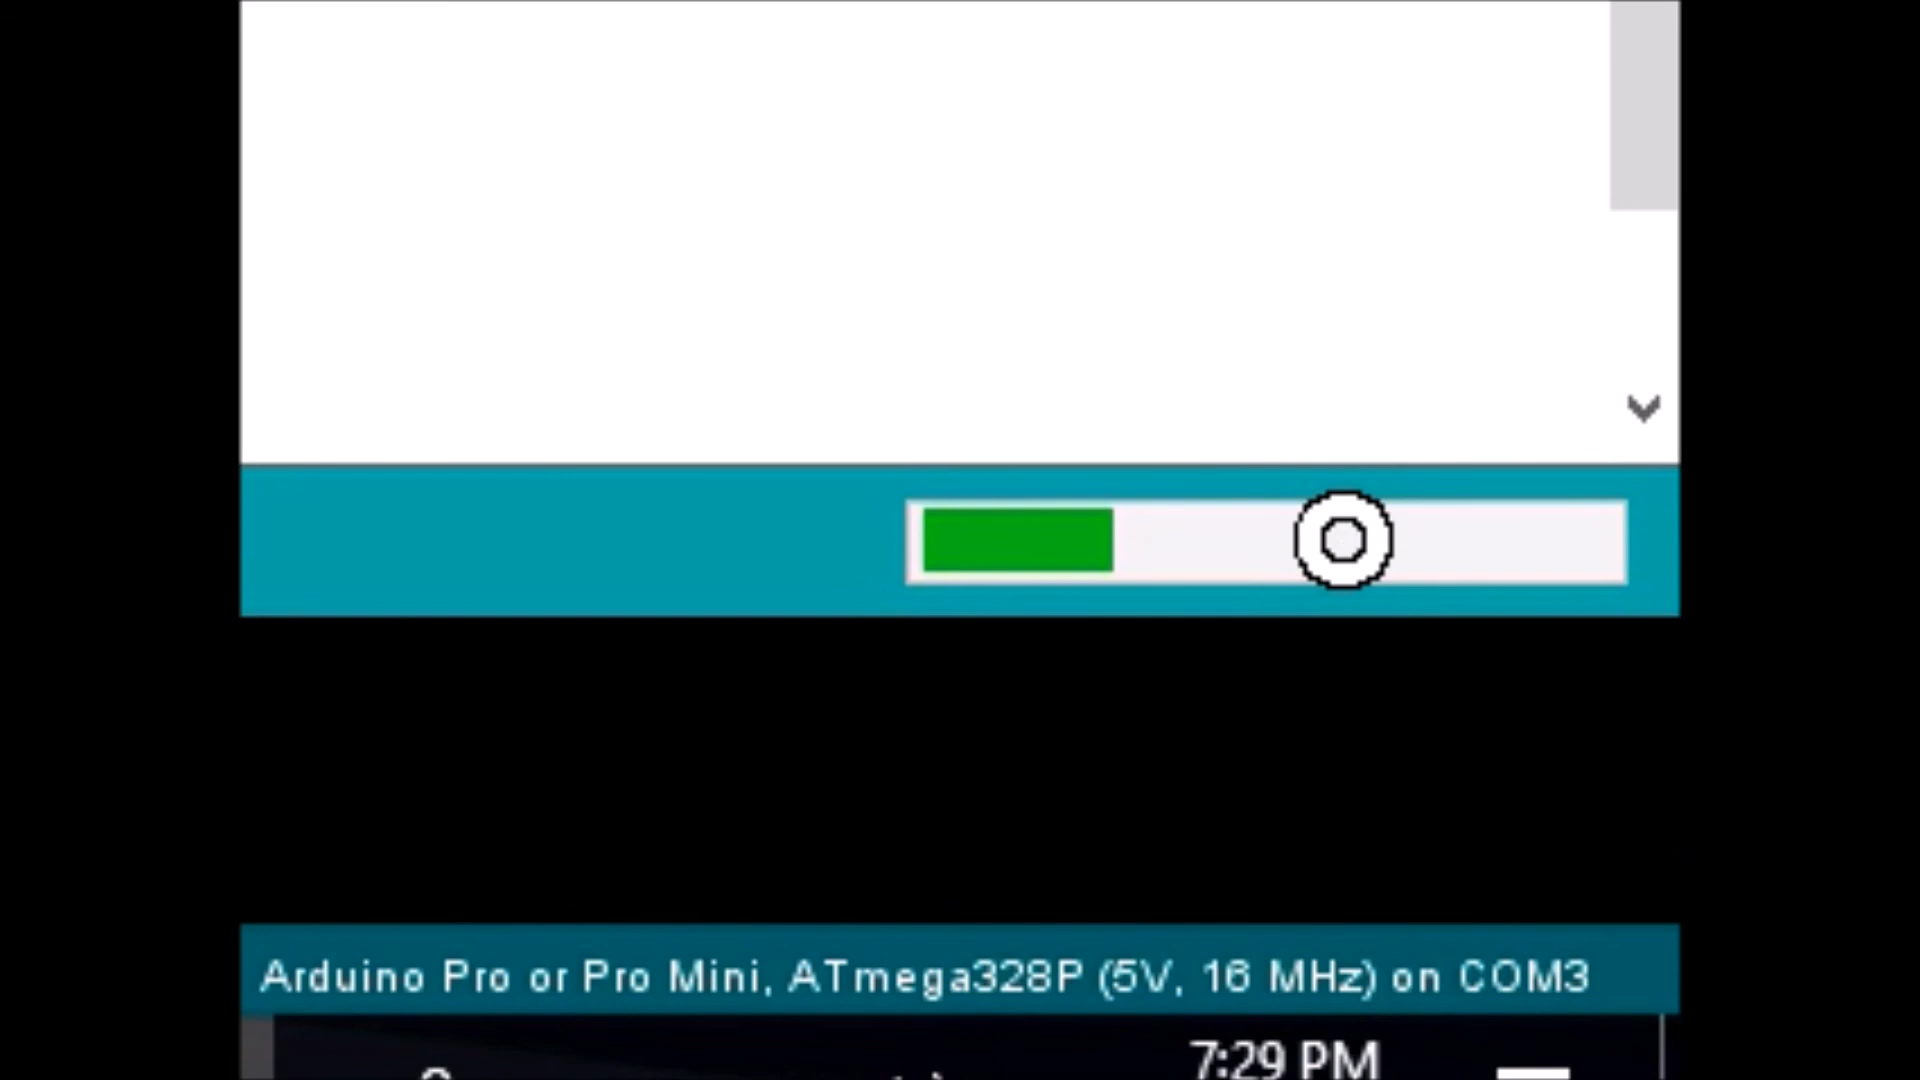 Arduino Pro or Pro Mini, ATmega328P (5V, 16 MHz) on COM3
7:29 PM